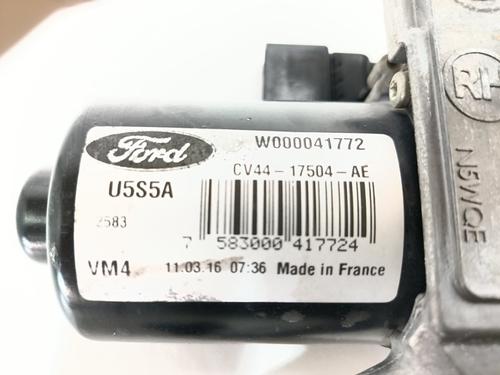 Ford
W000041772
CV44-17504-AE
U5S5A
2583
7 583000 417724
VM4 11.03.16 07:36 Made in France
RH
N5WQE